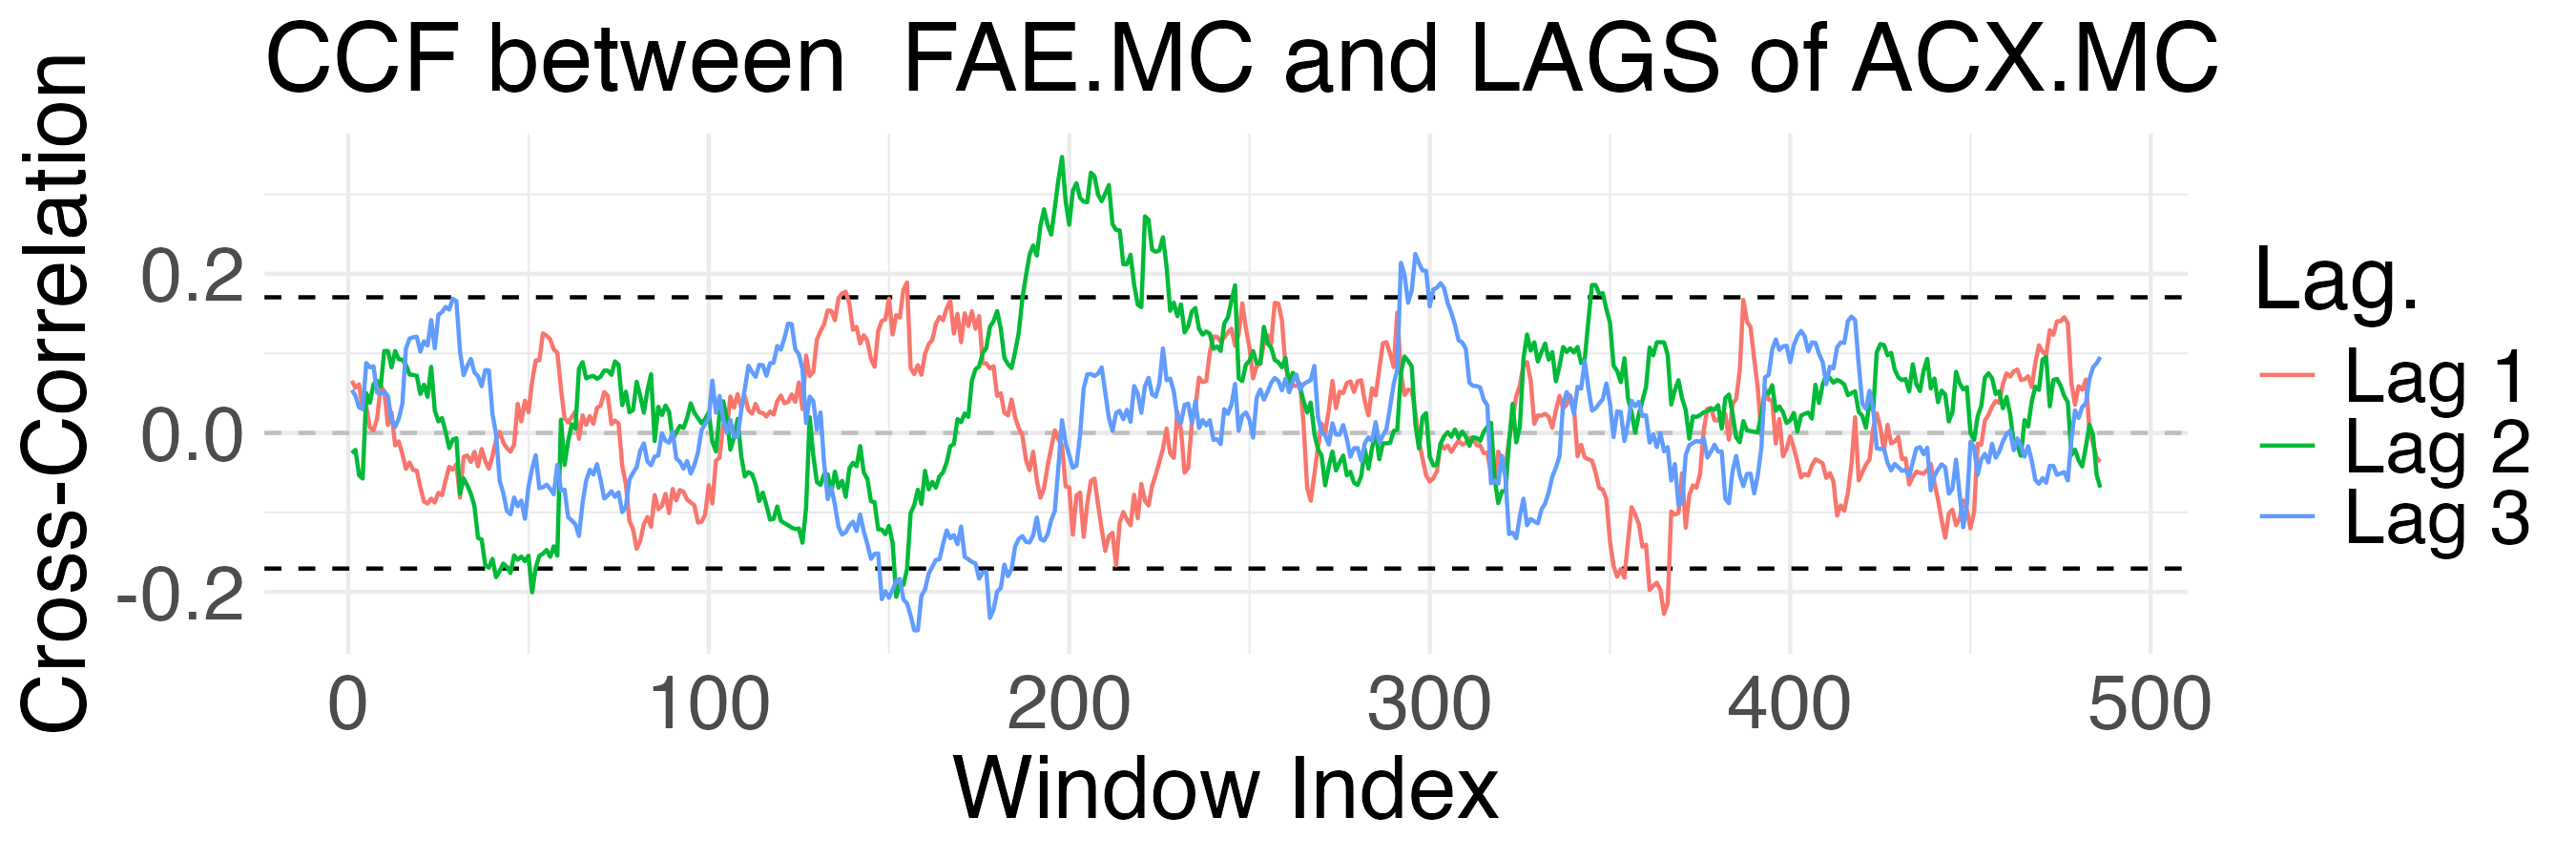 CCF between  FAE.MC and LAGS of ACX.MC
Cross-Correlation
0.2
0.0
-0.2
0 100 200 300 400 500
Window Index
Lag.
Lag 1
Lag 2
Lag 3